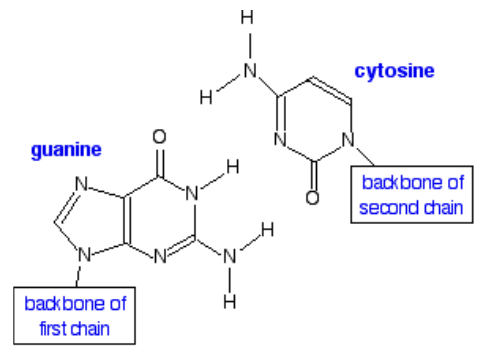 H
N
H
cytosine
N
N
O
backbone of
second chain
guanine
O
N
N
H
N
N
N
H
H
backbone of
first chain